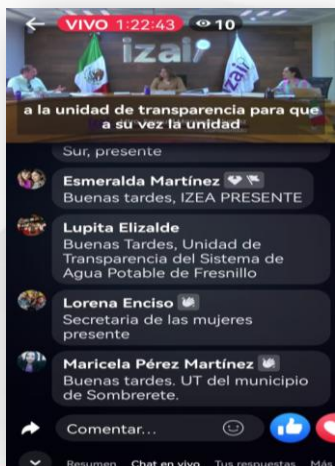 VIVO 1:22:43 10
izai
izai
a la unidad de transparencia para que
a su vez la unidad
Sur, presente
Esmeralda Martínez
Buenas tardes, IZEA PRESENTE
Lupita Elizalde
Buenas Tardes, Unidad de
Transparencia del Sistema de
Agua Potable de Fresnillo
Lorena Enciso
Secretaria de las mujeres
presente
Maricela Pérez Martínez
Buenas tardes. UT del municipio
de Sombrerete.
Comentar...
Resumen Chat en vivo Tus respuestas Más